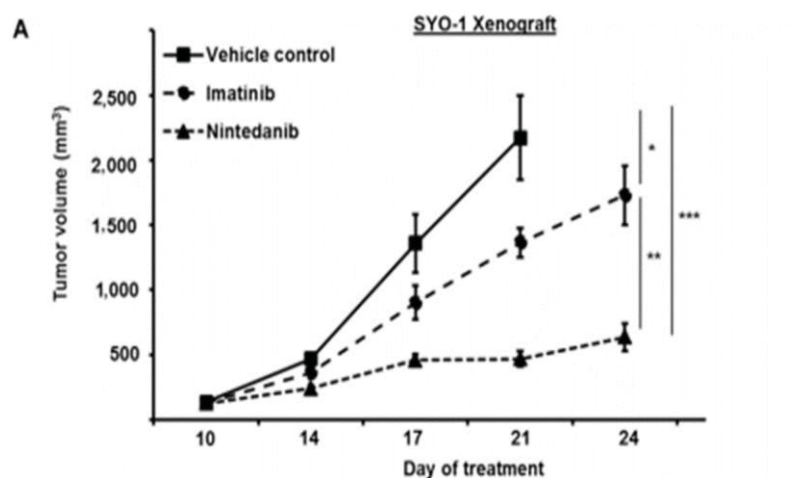 A
SYO-1 Xenograft
Vehicle control
Imatinib
Nintedanib
Tumor volume (mm³)
2,500
2,000
1.500
1,000
500
*
**
***
10 14 17 21 24
Day of treatment